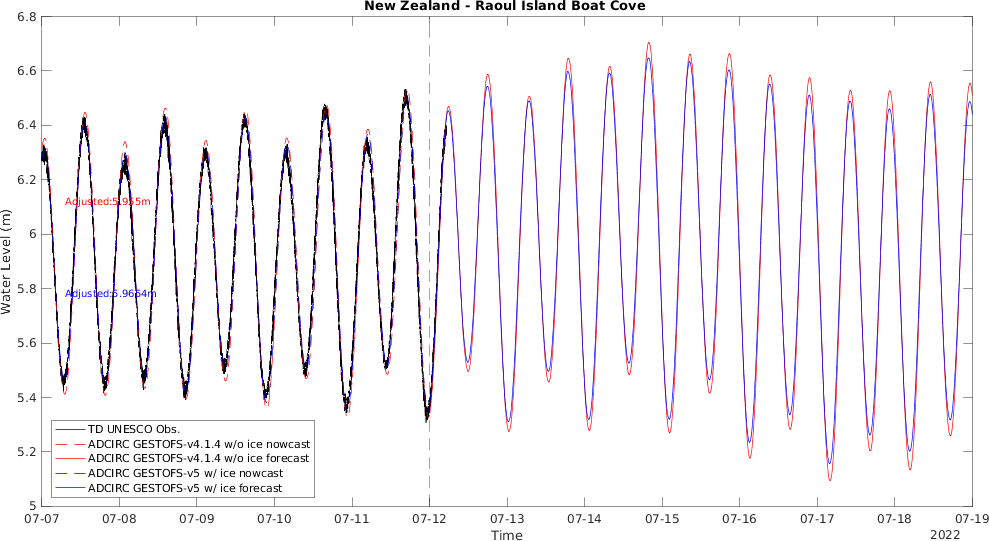 New Zealand - Raoul Island Boat Cove
6.8
6.6
6.4
6.2
6
5.8
5.6
5.4
5.2
5
Water Level (m)
Adjusted:5.955m
Adjusted:5.9664m
TD UNESCO Obs.
ADCIRC GESTOFS-v4.1.4 w/o ice nowcast
ADCIRC GESTOFS-v4.1.4 w/o ice forecast
ADCIRC GESTOFS-v5 w/ ice nowcast
ADCIRC GESTOFS-v5 w/ ice forecast
07-07 07-08 07-09 07-10 07-11 07-12 07-13 07-14 07-15 07-16 07-17 07-18 07-19
Time
2022